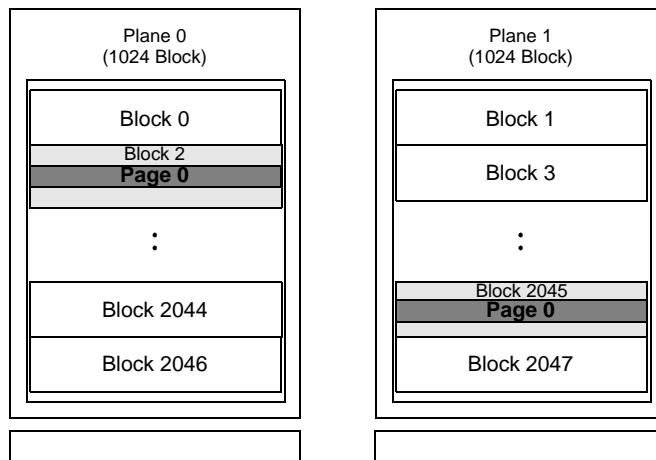 Plane 0
(1024 Block)
Block 0
Block 2
Page 0
:
Block 2044
Block 2046
Plane 1
(1024 Block)
Block 1
Block 3
:
Block 2045
Page 0
Block 2047